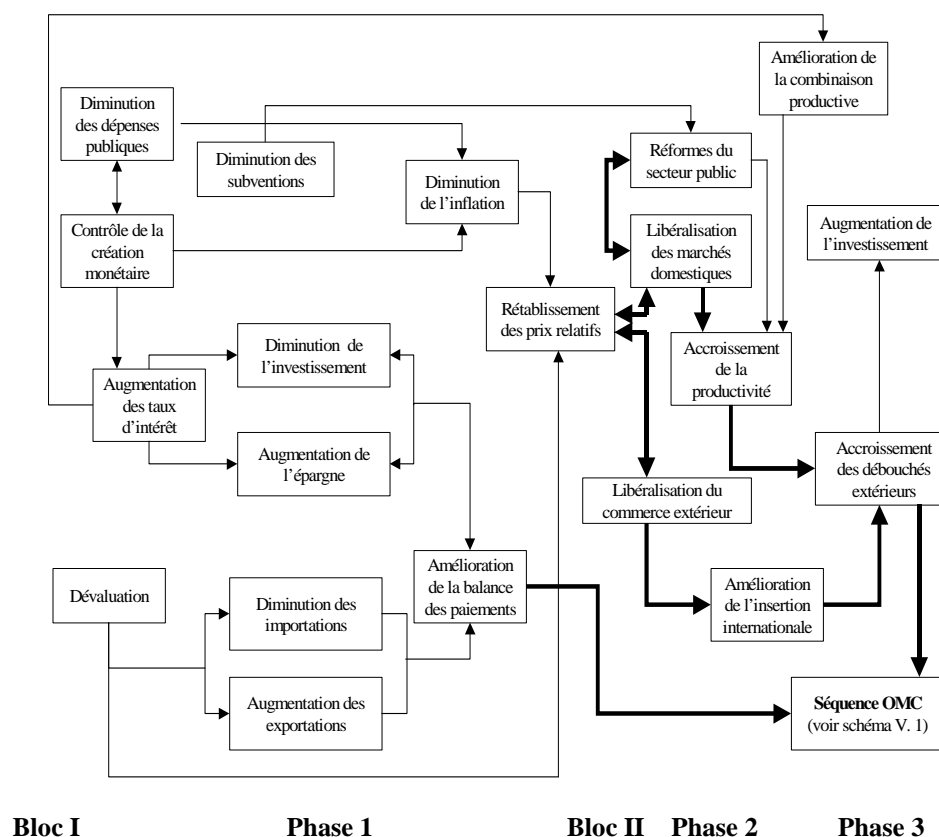 Amélioration de
la combinaison
productive
Diminution
des dépenses
publiques
Diminution des
subventions
Diminution
de l’inflation
Réformes du
secteur public
Contrôle de la
création
monétaire
Libéralisation
des marchés
domestiques
Augmentation de
l’investissement
Rétablissement
des prix relatifs
Diminution de
l’investissement
Accroissement
de la
productivité
Augmentation
des taux
d’intérêt
Augmentation de
l’épargne
Accroissement
des débouchés
extérieurs
Libéralisation du
commerce extérieur
Dévaluation
Diminution des
importations
Amélioration
de la balance
des paiements
Amélioration
de l’insertion
internationale
Augmentation des
exportations
Séquence OMC
(voir schéma V. 1)
Bloc I Phase 1 Bloc II Phase 2 Phase 3